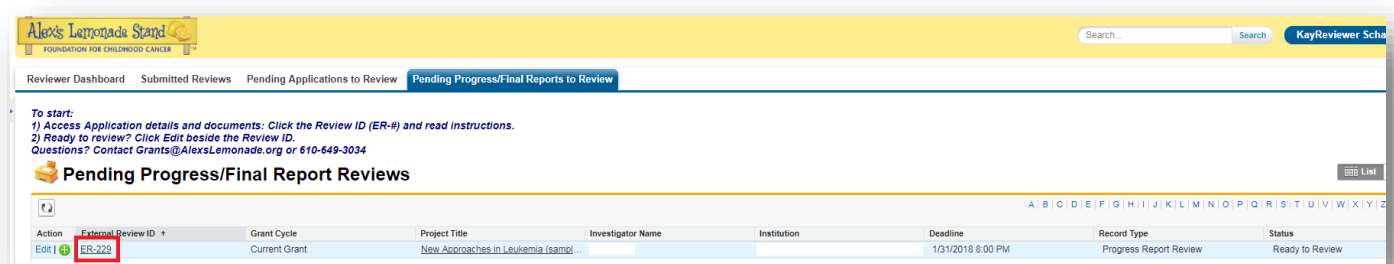 Alex's Lemonade Stand
FOUNDATION FOR CHILDHOOD CANCER
Search... Search KayReviewer Scha
Reviewer Dashboard Submitted Reviews Pending Applications to Review Pending Progress/Final Reports to Review
To start:
1) Access Application details and documents: Click the Review ID (ER-#) and read instructions.
2) Ready to review? Click Edit beside the Review ID.
Questions? Contact Grants@AlexsLemonade.org or 610-649-3034
Pending Progress/Final Report Reviews
List
A | B | C | D | E | F | G | H | I | J | K | L | M | N | O | P | Q | R | S | T | U | V | W | X | Y | Z
Action External Review ID ↑ Grant Cycle Project Title Investigator Name Institution Deadline Record Type Status
Edit | ER-229 Current Grant New Approaches in Leukemia (sampl... 1/31/2018 8:00 PM Progress Report Review Ready to Review